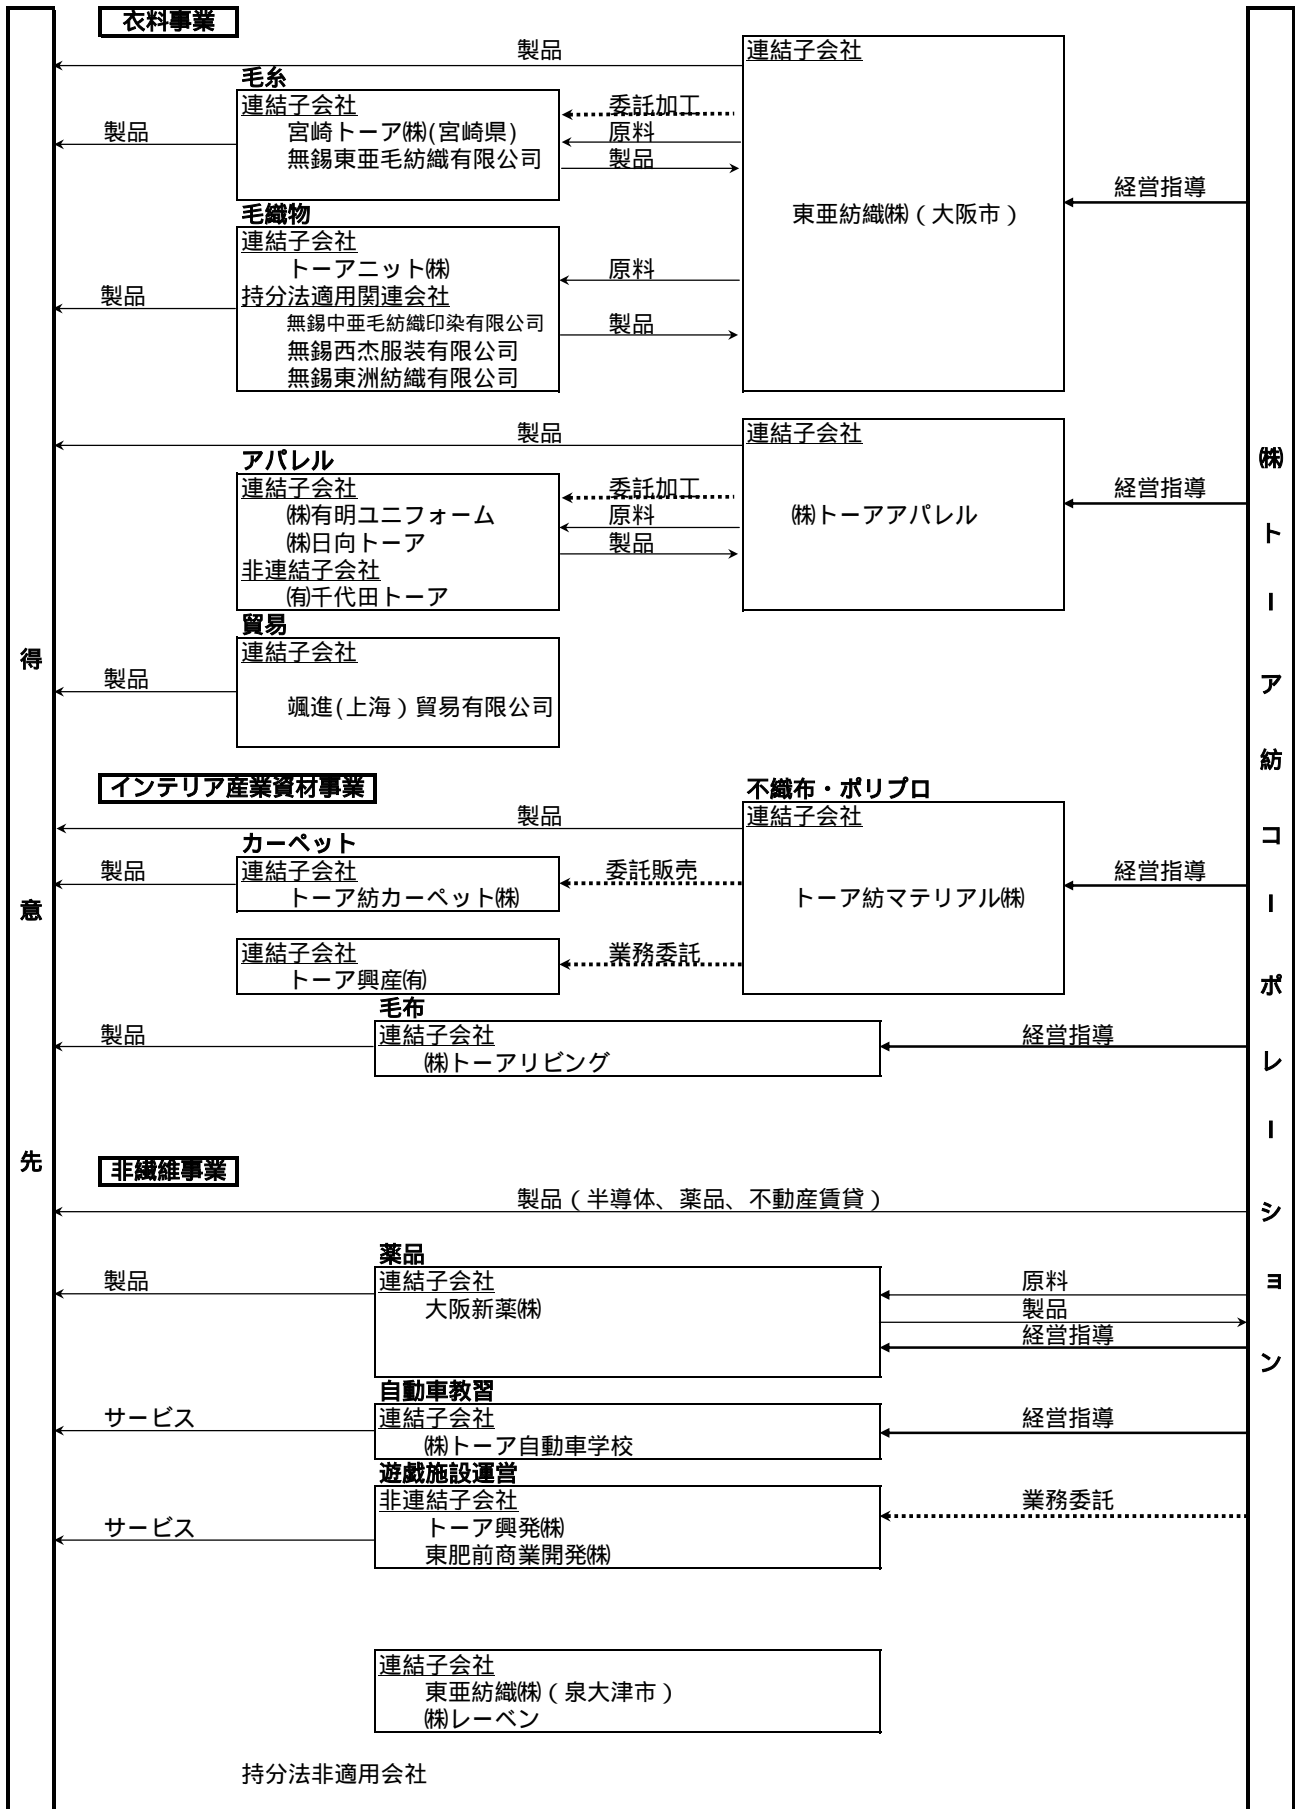 衣料事業
製品
連結子会社
毛糸
連結子会社
委託加工
製品
宮崎トーア㈱(宮崎県)
原料
無錫東亜毛紡織有限公司
製品
経営指導
毛織物
東亜紡織㈱(大阪市)
連結子会社
トーアニット㈱
原料
製品
持分法適用関連会社
無錫中亜毛紡織印染有限公司
製品
無錫西杰服装有限公司
無錫東洲紡織有限公司
製品
連結子会社
アパレル
連結子会社
委託加工
経営指導
㈱有明ユニフォーム
原料
㈱トーアアパレル
㈱日向トーア
製品
非連結子会社
㈲千代田トーア
貿易
連結子会社
製品
颯進(上海)貿易有限公司
インテリア産業資材事業
不織布・ポリプロ
製品
連結子会社
カーペット
製品
連結子会社
委託販売
経営指導
トーア紡カーペット㈱
トーア紡マテリアル㈱
連結子会社
業務委託
トーア興産㈲
毛布
製品
連結子会社
経営指導
㈱トーアリビング
非繊維事業
製品(半導体、薬品、不動産賃貸)
薬品
製品
連結子会社
原料
大阪新薬㈱
製品
経営指導
自動車教習
サービス
連結子会社
経営指導
㈱トーア自動車学校
遊戯施設運営
非連結子会社
業務委託
サービス
トーア興発㈱
東肥前商業開発㈱
連結子会社
東亜紡織㈱(泉大津市)
㈱レーベン
持分法非適用会社
得意先
㈱トーア紡コーポレーション